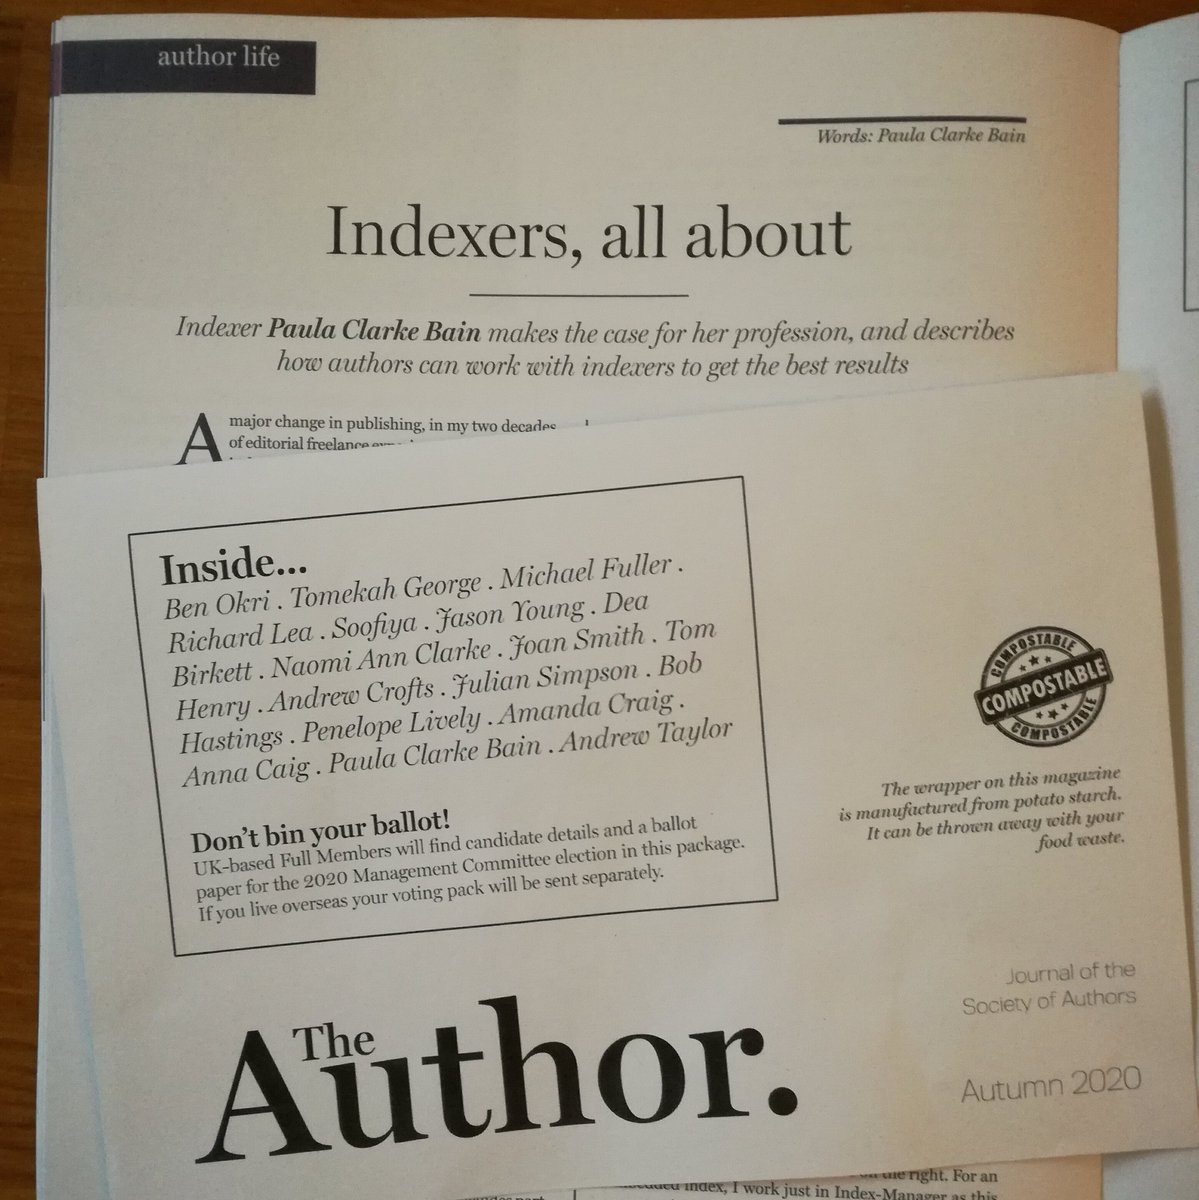 author life
Words: Paula Clarke Bain
Indexers, all about
Indexer Paula Clarke Bain makes the case for her profession, and describes
how authors can work with indexers to get the best results
A major change in publishing, in my two decades
of editorial freelance
Inside...
Ben Okri . Tomekah George . Michael Fuller .
Richard Lea . Soofiya . Jason Young . Dea
Birkett . Naomi Ann Clarke . Joan Smith . Tom
Henry . Andrew Crofts . Julian Simpson . Bob
Hastings . Penelope Lively . Amanda Craig .
Anna Caig . Paula Clarke Bain . Andrew Taylor
Don't bin your ballot!
UK-based Full Members will find candidate details and a ballot
paper for the 2020 Management Committee election in this package.
If you live overseas your voting pack will be sent separately.
COMPOSTABLE
COMPOSTABLE
COMPOSTABLE
The wrapper on this magazine
is manufactured from potato starch.
It can be thrown away with your
food waste.
The
Author.
Journal of the
Society of Authors
Autumn 2020
the right. For an
index, I work just in Index-Manager as this